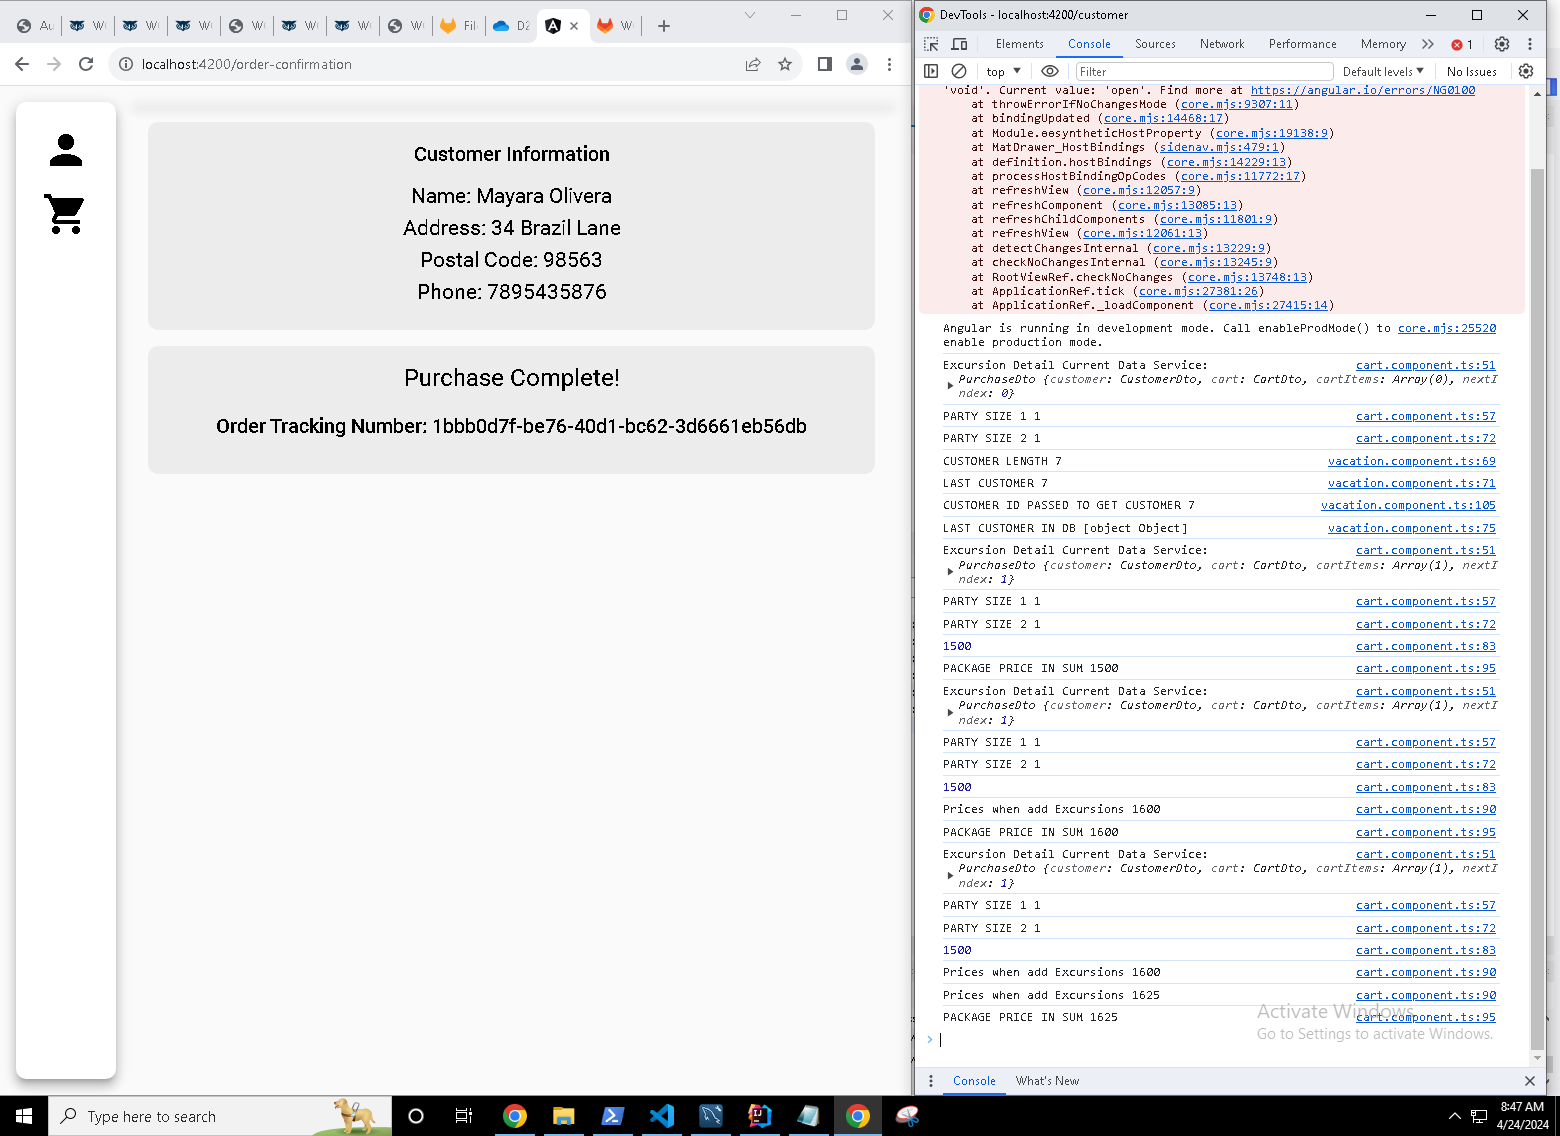 Au
W
W
W
W
W
W
W
Fil
D2
W
localhost:4200/order-confirmation
Customer Information
Name: Mayara Olivera
Address: 34 Brazil Lane
Postal Code: 98563
Phone: 7895435876
Purchase Complete!
Order Tracking Number: 1bbb0d7f-be76-40d1-bc62-3d6661eb56db
DevTools - localhost:4200/customer
Elements Console Sources Network Performance Memory 1
top Filter Default levels No Issues
'void'. Current value: 'open'. Find more at https://angular.io/errors/NG0100
at throwErrorIfNoChangesMode (core.mjs:9307:11)
at bindingUpdated (core.mjs:14468:17)
at Module.ɵɵsyntheticHostProperty (core.mjs:19138:9)
at MatDrawer_HostBindings (sidenav.mjs:479:1)
at definition.hostBindings (core.mjs:14229:13)
at processHostBindingOpCodes (core.mjs:11772:17)
at refreshView (core.mjs:12057:9)
at refreshComponent (core.mjs:13085:13)
at refreshChildComponents (core.mjs:11801:9)
at refreshView (core.mjs:12061:13)
at detectChangesInternal (core.mjs:13229:9)
at checkNoChangesInternal (core.mjs:13245:9)
at RootViewRef.checkNoChanges (core.mjs:13748:13)
at ApplicationRef.tick (core.mjs:27381:26)
at ApplicationRef._loadComponent (core.mjs:27415:14)
Angular is running in development mode. Call enableProdMode() to core.mjs:25520
enable production mode.
Excursion Detail Current Data Service: cart.component.ts:51
PurchaseDto {customer: CustomerDto, cart: CartDto, cartItems: Array(0), nextI
ndex: 0}
PARTY SIZE 1 1 cart.component.ts:57
PARTY SIZE 2 1 cart.component.ts:72
CUSTOMER LENGTH 7 vacation.component.ts:69
LAST CUSTOMER 7 vacation.component.ts:71
CUSTOMER ID PASSED TO GET CUSTOMER 7 vacation.component.ts:105
LAST CUSTOMER IN DB [object Object] vacation.component.ts:75
Excursion Detail Current Data Service: cart.component.ts:51
PurchaseDto {customer: CustomerDto, cart: CartDto, cartItems: Array(1), nextI
ndex: 1}
PARTY SIZE 1 1 cart.component.ts:57
PARTY SIZE 2 1 cart.component.ts:72
1500 cart.component.ts:83
PACKAGE PRICE IN SUM 1500 cart.component.ts:95
Excursion Detail Current Data Service: cart.component.ts:51
PurchaseDto {customer: CustomerDto, cart: CartDto, cartItems: Array(1), nextI
ndex: 1}
PARTY SIZE 1 1 cart.component.ts:57
PARTY SIZE 2 1 cart.component.ts:72
1500 cart.component.ts:83
Prices when add Excursions 1600 cart.component.ts:90
PACKAGE PRICE IN SUM 1600 cart.component.ts:95
Excursion Detail Current Data Service: cart.component.ts:51
PurchaseDto {customer: CustomerDto, cart: CartDto, cartItems: Array(1), nextI
ndex: 1}
PARTY SIZE 1 1 cart.component.ts:57
PARTY SIZE 2 1 cart.component.ts:72
1500 cart.component.ts:83
Prices when add Excursions 1600 cart.component.ts:90
Prices when add Excursions 1625 cart.component.ts:90
PACKAGE PRICE IN SUM 1625 cart.component.ts:95
Activate Windows
Go to Settings to activate Windows.
Console What's New
Type here to search
8:47 AM
4/24/2024